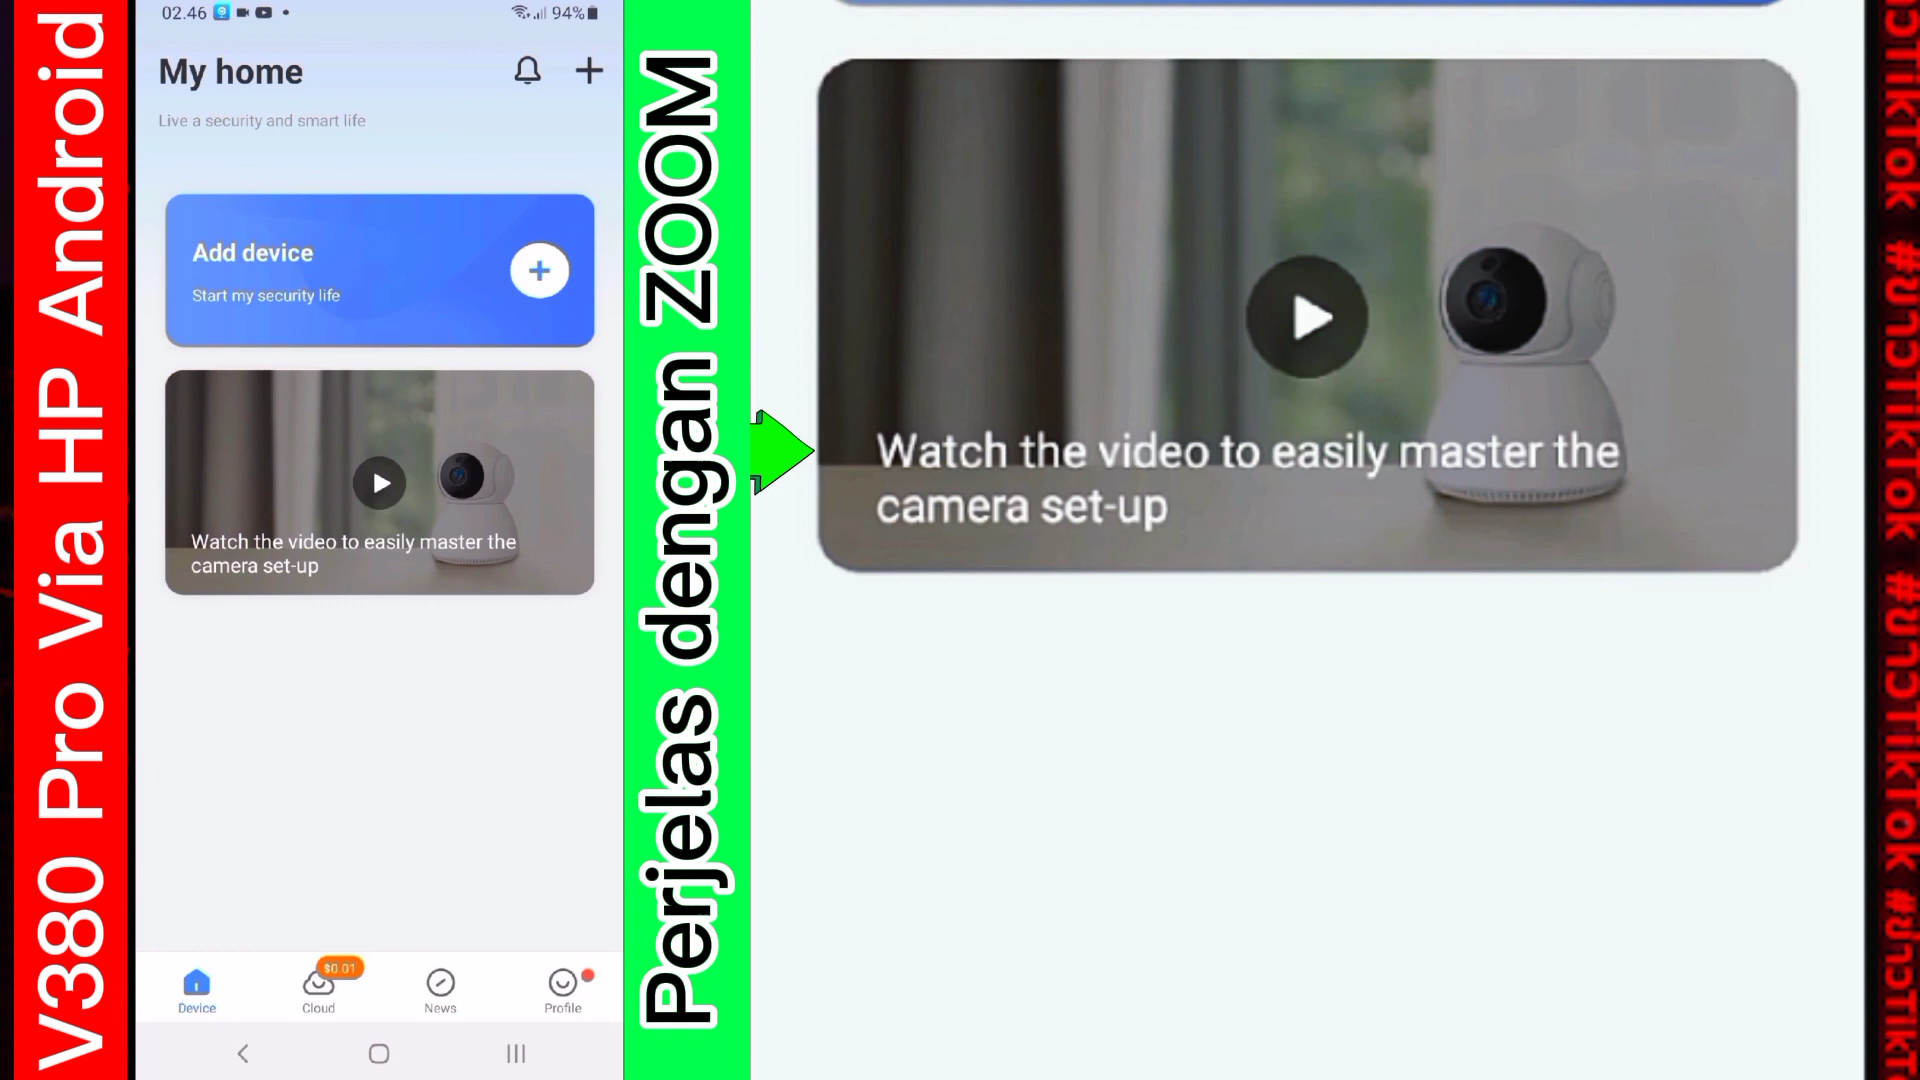 V380 Pro Via HP Android
02.46
94%
My home
Live a security and smart life
Add device
Start my security life
Watch the video to easily master the
camera set-up
$0.01
Device
Cloud
News
Profile
Perjelas dengan ZOOM
Watch the video to easily master the
camera set-up